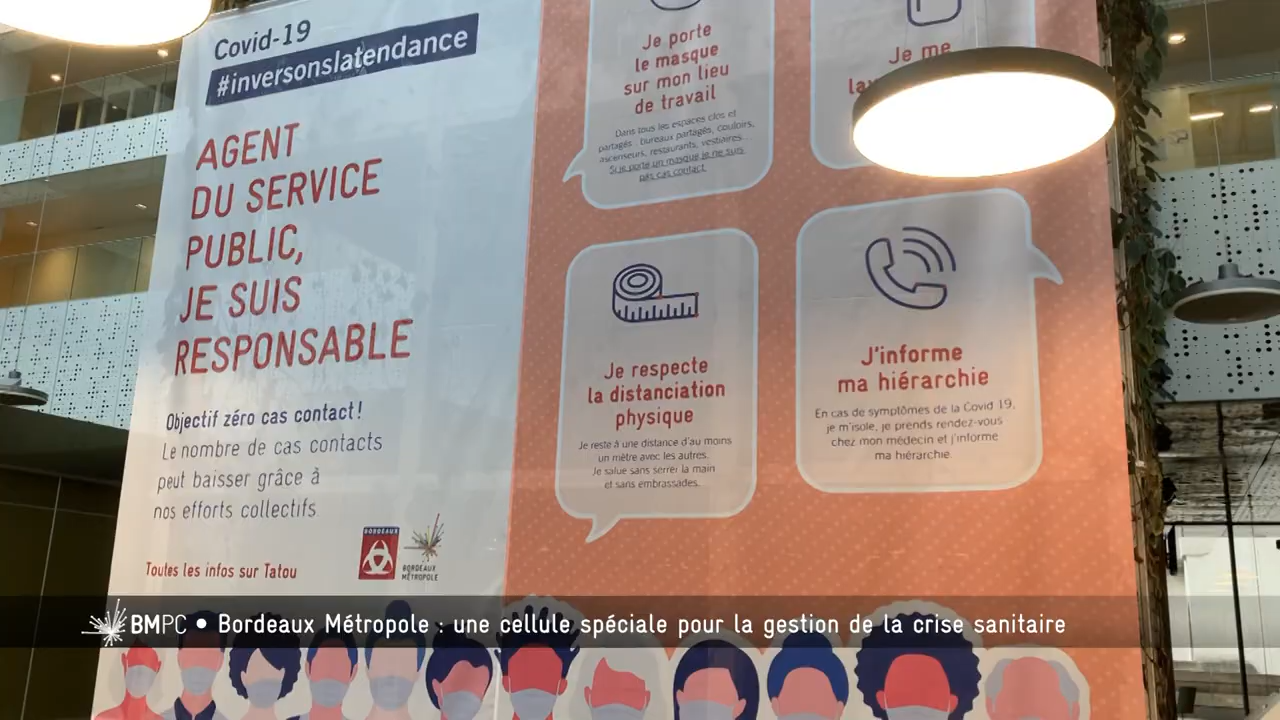 Covid-19
#inversonslatendance
AGENT
DU SERVICE
PUBLIC,
JE SUIS
RESPONSABLE
Objectif zéro cas contact !
Le nombre de cas contacts
peut baisser grâce à
nos efforts collectifs
Toutes les infos sur Tatou
BORDEAUX
BORDEAUX
MÉTROPOLE
Je porte
le masque
sur mon lieu
de travail
Dans tous les espaces clos et
partagés : bureaux partagés, couloirs,
ascenseurs, restaurants, vestiaires...
Si je porte un masque je ne suis
pas cas contact.
Je me
Je respecte
la distanciation
physique
Je reste à une distance d'au moins
un mètre avec les autres.
Je salue sans serrer la main
et sans embrassades.
J'informe
ma hiérarchie
En cas de symptômes de la Covid 19,
je m'isole, je prends rendez-vous
chez mon médecin et j'informe
ma hiérarchie.
BMPC • Bordeaux Métropole : une cellule spéciale pour la gestion de la crise sanitaire